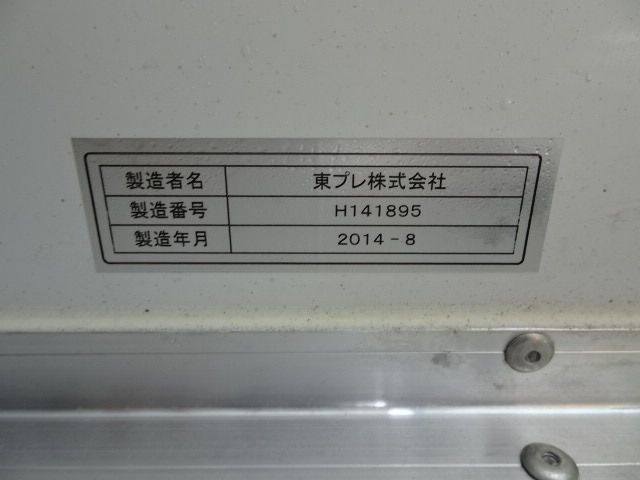 製造者名 東プレ株式会社
製造番号 H141895
製造年月 2014-8